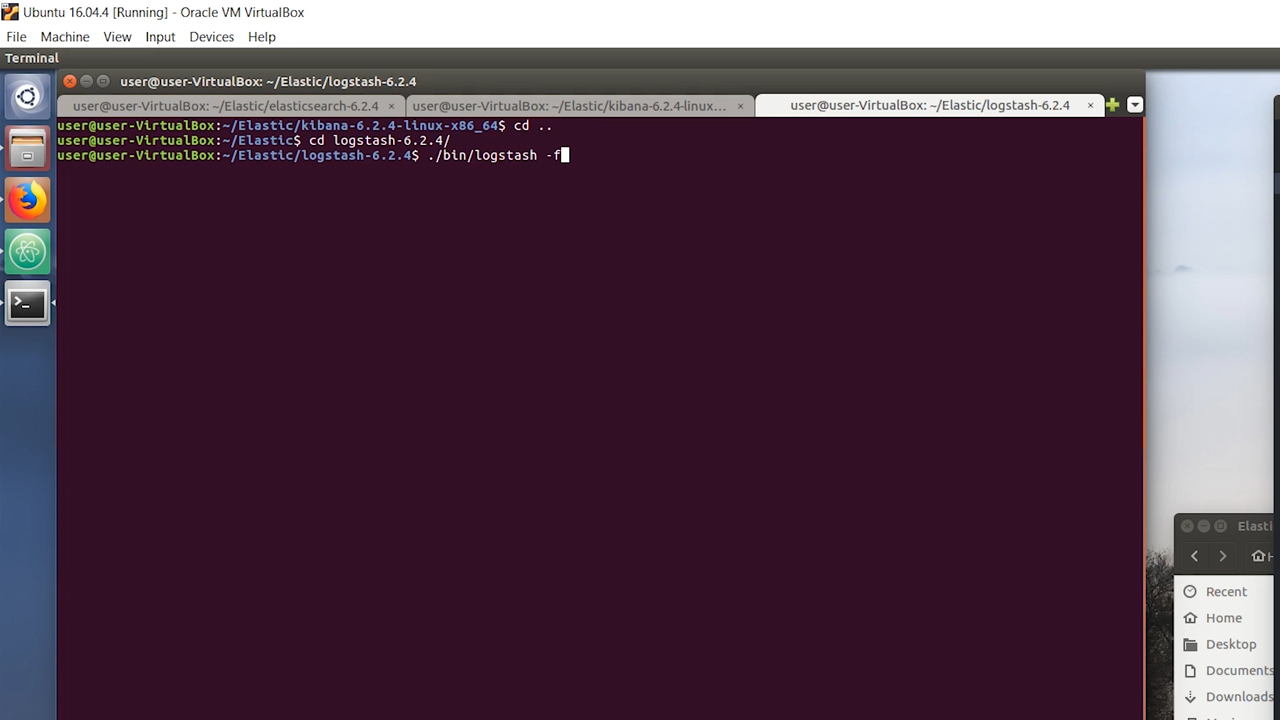 Ubuntu 16.04.4 [Running] - Oracle VM VirtualBox
File Machine View Input Devices Help
Terminal
user@user-VirtualBox: ~/Elastic/logstash-6.2.4
user@user-VirtualBox: ~/Elastic/elasticsearch-6.2.4 × user@user-VirtualBox: ~/Elastic/kibana-6.2.4-linux... × user@user-VirtualBox: ~/Elastic/logstash-6.2.4 ×
user@user-VirtualBox:~/Elastic/kibana-6.2.4-linux-x86_64$ cd ..
user@user-VirtualBox:~/Elastic$ cd logstash-6.2.4/
user@user-VirtualBox:~/Elastic/logstash-6.2.4$ ./bin/logstash -f
Elasti
H
Recent
Home
Desktop
Documents
Downloads